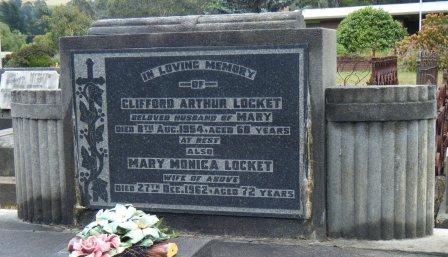 IN LOVING MEMORY
OF
CLIFFORD ARTHUR LOCKET
BELOVED HUSBAND OF MARY
DIED 8TH AUG. 1954, AGED 68 YEARS
AT REST
ALSO
MARY MONICA LOCKET
WIFE OF ABOVE
DIED 27TH DEC. 1962, AGED 72 YEARS